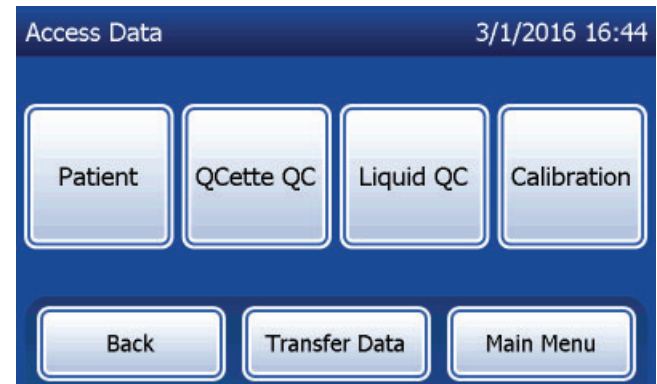 Access Data 3/1/2016 16:44
Patient QCette QC Liquid QC Calibration
Back Transfer Data Main Menu